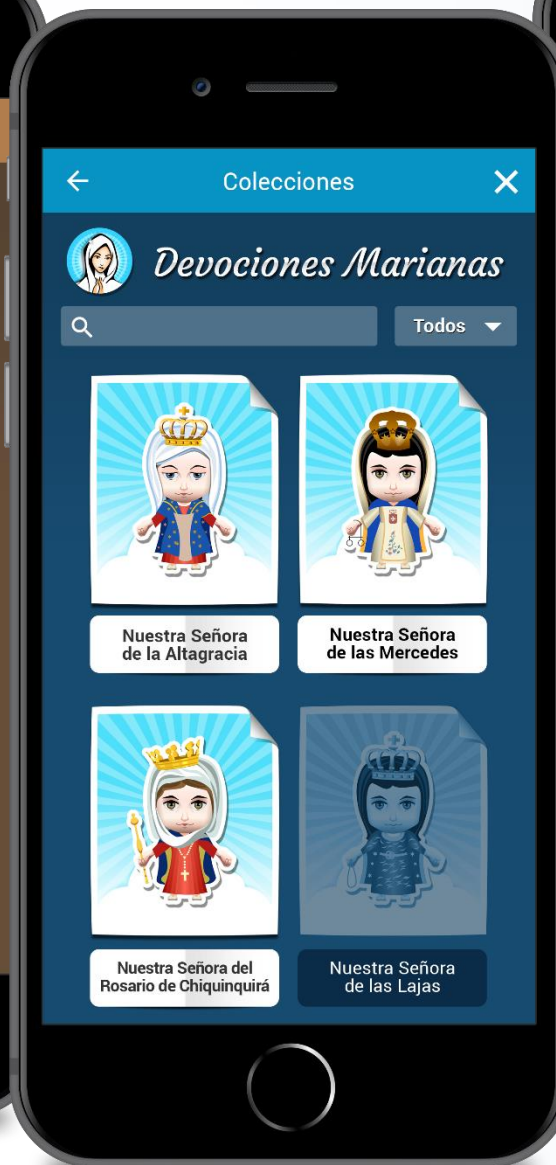 Colecciones
Devociones Marianas
Todos
Nuestra Señora
de la Altagracia
Nuestra Señora
de las Mercedes
Nuestra Señora del
Rosario de Chiquinquirá
Nuestra Señora
de las Lajas